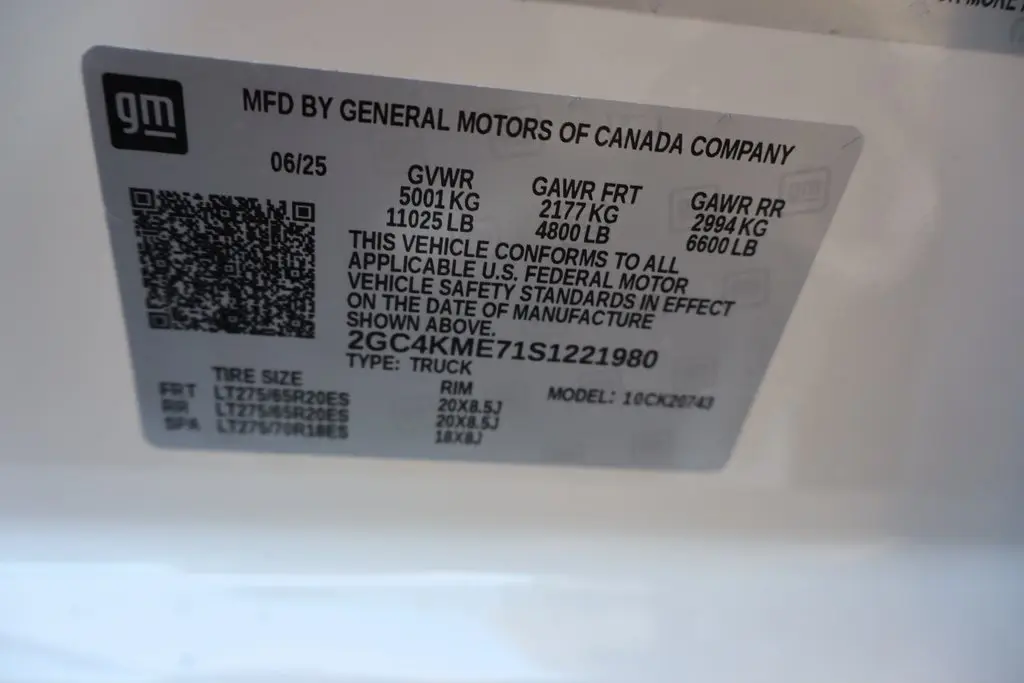 OR MORE
gm
MFD BY GENERAL MOTORS OF CANADA COMPANY
06/25
GVWR GAWR FRT GAWR RR
5001 KG 2177 KG 2994 KG
11025 LB 4800 LB 6600 LB
THIS VEHICLE CONFORMS TO ALL
APPLICABLE U.S. FEDERAL MOTOR
VEHICLE SAFETY STANDARDS IN EFFECT
ON THE DATE OF MANUFACTURE
SHOWN ABOVE.
2GC4KME71S1221980
TYPE: TRUCK
TIRE SIZE RIM MODEL: 10CK20743
FRT LT275/65R20ES 20X8.5J
RR LT275/65R20ES 20X8.5J
SPA LT275/70R18ES 18X8J